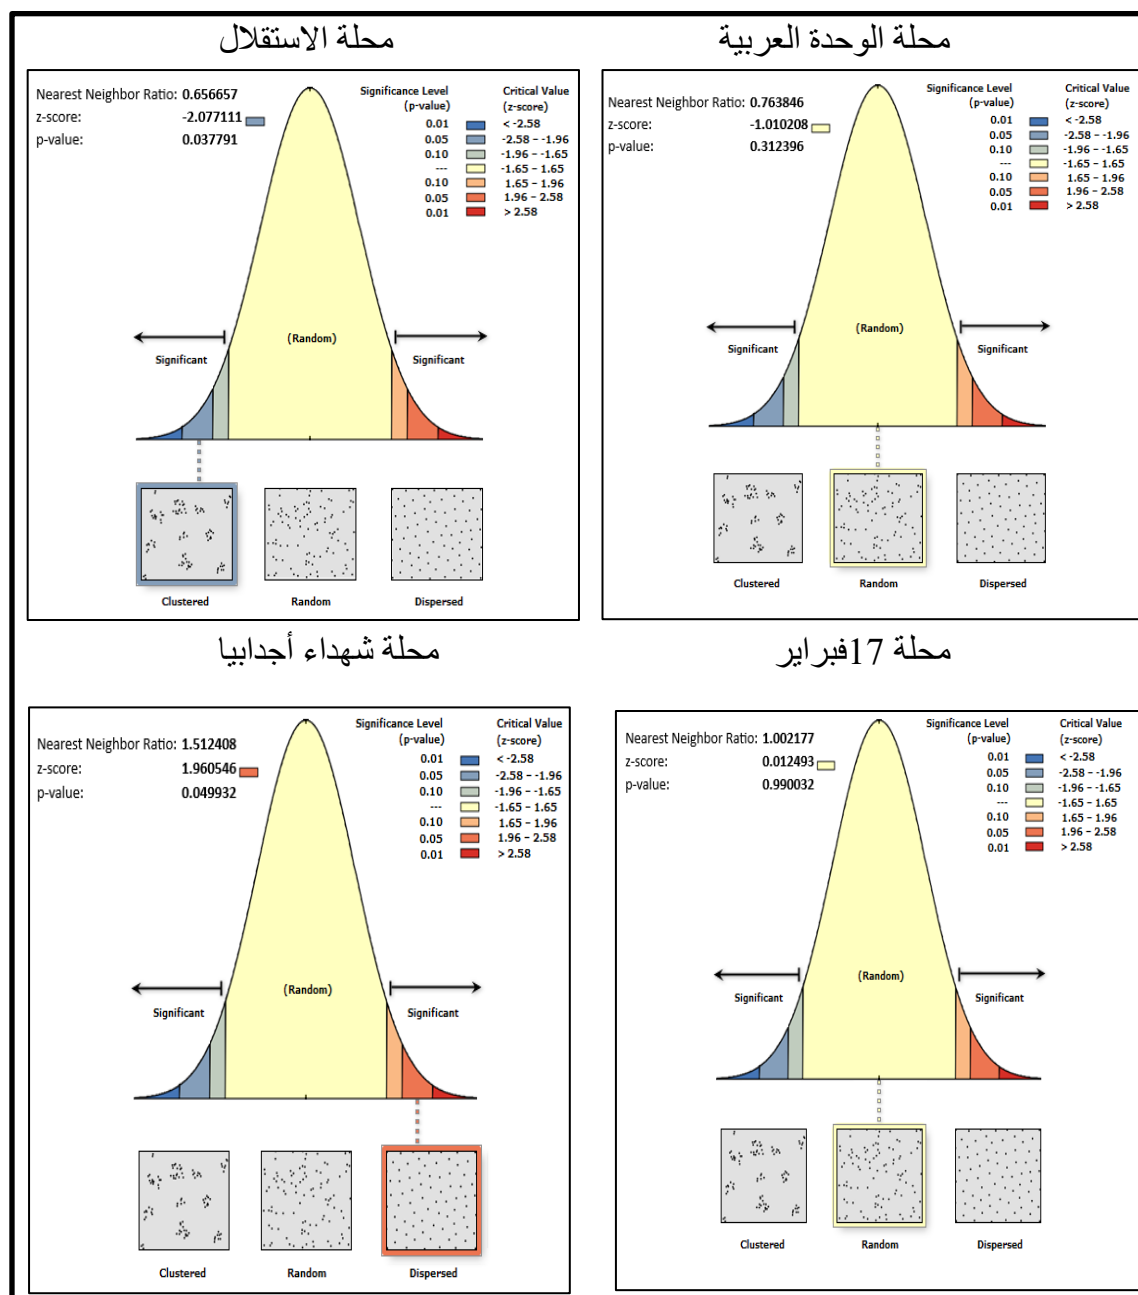 محلة الاستقلال
Nearest Neighbor Ratio: 0.656657
z-score: -2.077111
p-value: 0.037791
Significance Level (p-value) Critical Value (z-score)
0.01 < -2.58
0.05 -2.58 – -1.96
0.10 -1.96 – -1.65
--- -1.65 – 1.65
0.10 1.65 – 1.96
0.05 1.96 – 2.58
0.01 > 2.58
(Random)
Significant Significant
Clustered Random Dispersed
محلة الوحدة العربية
Nearest Neighbor Ratio: 0.763846
z-score: -1.010208
p-value: 0.312396
Significance Level (p-value) Critical Value (z-score)
0.01 < -2.58
0.05 -2.58 – -1.96
0.10 -1.96 – -1.65
--- -1.65 – 1.65
0.10 1.65 – 1.96
0.05 1.96 – 2.58
0.01 > 2.58
(Random)
Significant Significant
Clustered Random Dispersed
محلة شهداء أجدابيا
Nearest Neighbor Ratio: 1.512408
z-score: 1.960546
p-value: 0.049932
Significance Level (p-value) Critical Value (z-score)
0.01 < -2.58
0.05 -2.58 – -1.96
0.10 -1.96 – -1.65
--- -1.65 – 1.65
0.10 1.65 – 1.96
0.05 1.96 – 2.58
0.01 > 2.58
(Random)
Significant Significant
Clustered Random Dispersed
محلة 17فبراير
Nearest Neighbor Ratio: 1.002177
z-score: 0.012493
p-value: 0.990032
Significance Level (p-value) Critical Value (z-score)
0.01 < -2.58
0.05 -2.58 – -1.96
0.10 -1.96 – -1.65
--- -1.65 – 1.65
0.10 1.65 – 1.96
0.05 1.96 – 2.58
0.01 > 2.58
(Random)
Significant Significant
Clustered Random Dispersed